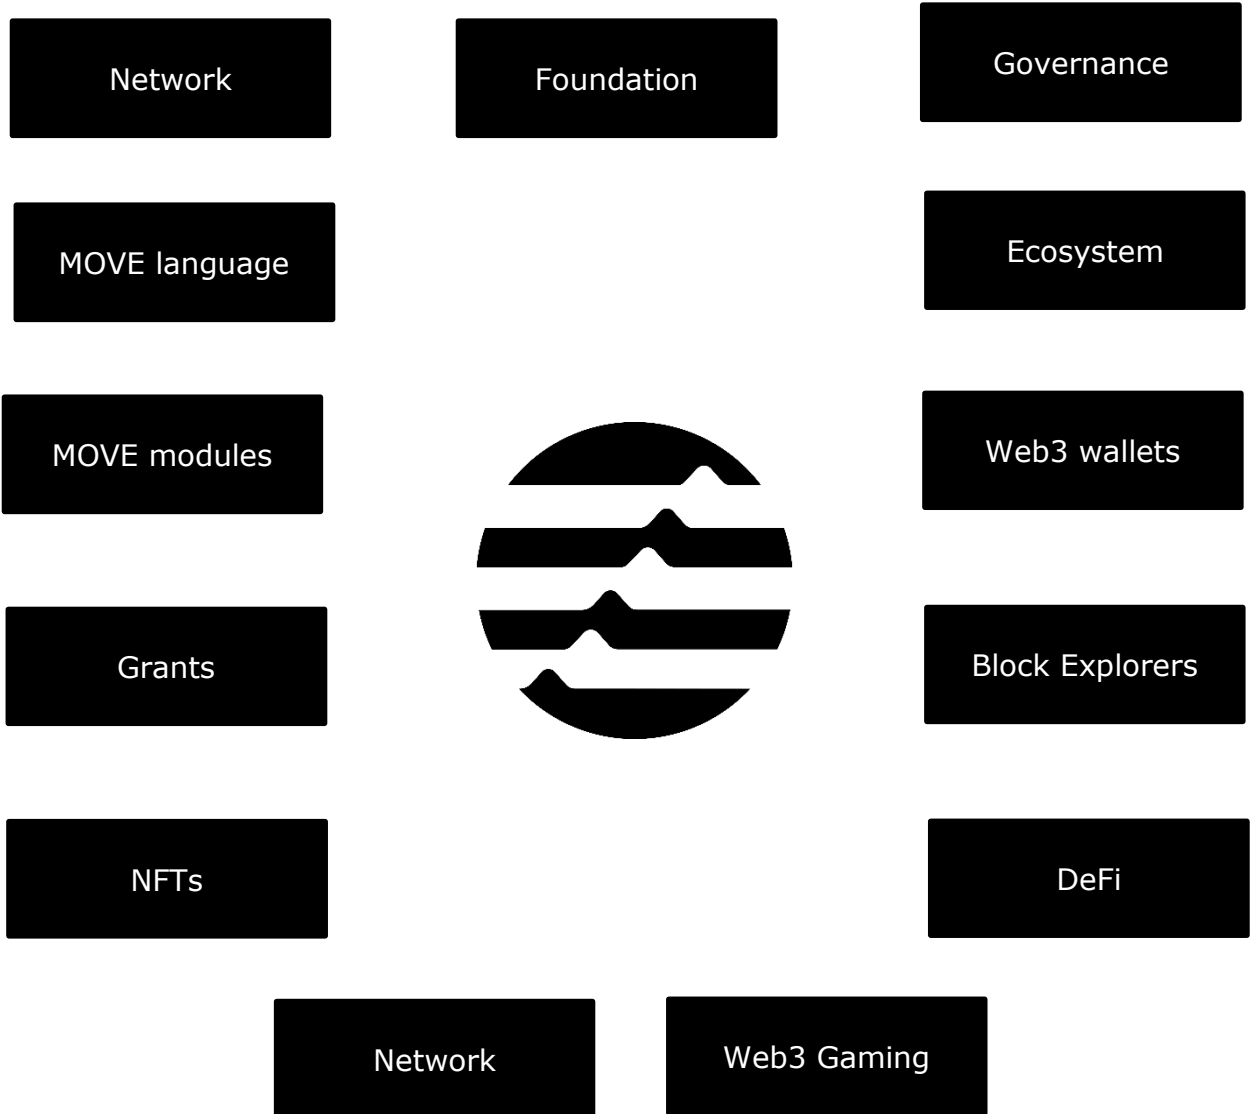 Network
Foundation
Governance
MOVE language
Ecosystem
MOVE modules
Web3 wallets
Grants
Block Explorers
NFTs
DeFi
Network
Web3 Gaming